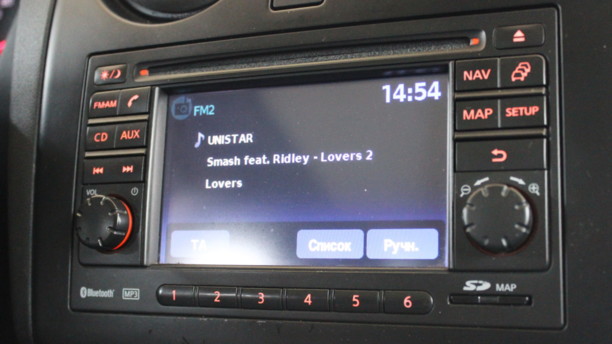 14:54
FM2
UNISTAR
Smash feat. Ridley - Lovers 2
Lovers
TA Список Ручн.
NAV
FM·AM
MAP SETUP
CD AUX
VOL
Bluetooth MP3
1 2 3 4 5 6
SD MAP